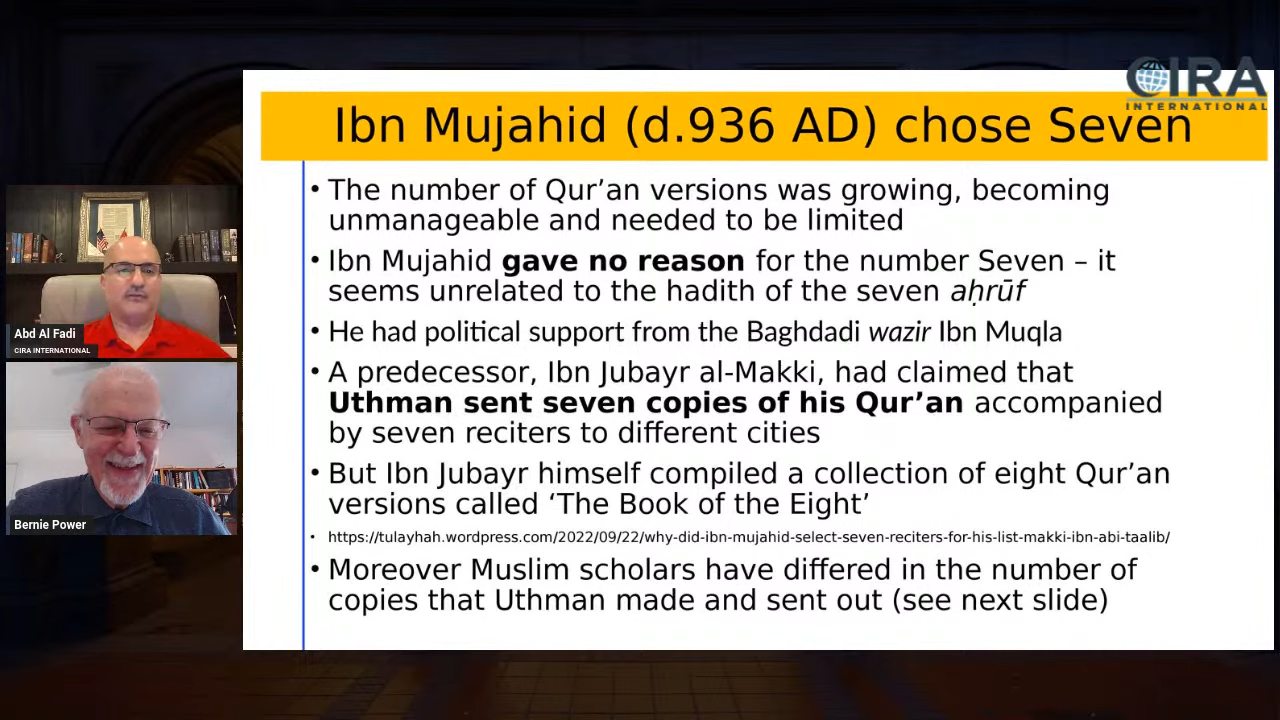 CIRA
INTERNATIONAL
Ibn Mujahid (d.936 AD) chose Seven
• The number of Qur’an versions was growing, becoming
unmanageable and needed to be limited
• Ibn Mujahid gave no reason for the number Seven – it
seems unrelated to the hadith of the seven aḥrūf
• He had political support from the Baghdadi wazir Ibn Muqla
• A predecessor, Ibn Jubayr al-Makki, had claimed that
Uthman sent seven copies of his Qur’an accompanied
by seven reciters to different cities
• But Ibn Jubayr himself compiled a collection of eight Qur’an
versions called ‘The Book of the Eight’
• https://tulayhah.wordpress.com/2022/09/22/why-did-ibn-mujahid-select-seven-reciters-for-his-list-makki-ibn-abi-taalib/
• Moreover Muslim scholars have differed in the number of
copies that Uthman made and sent out (see next slide)
Abd Al Fadi
CIRA INTERNATIONAL
Bernie Power